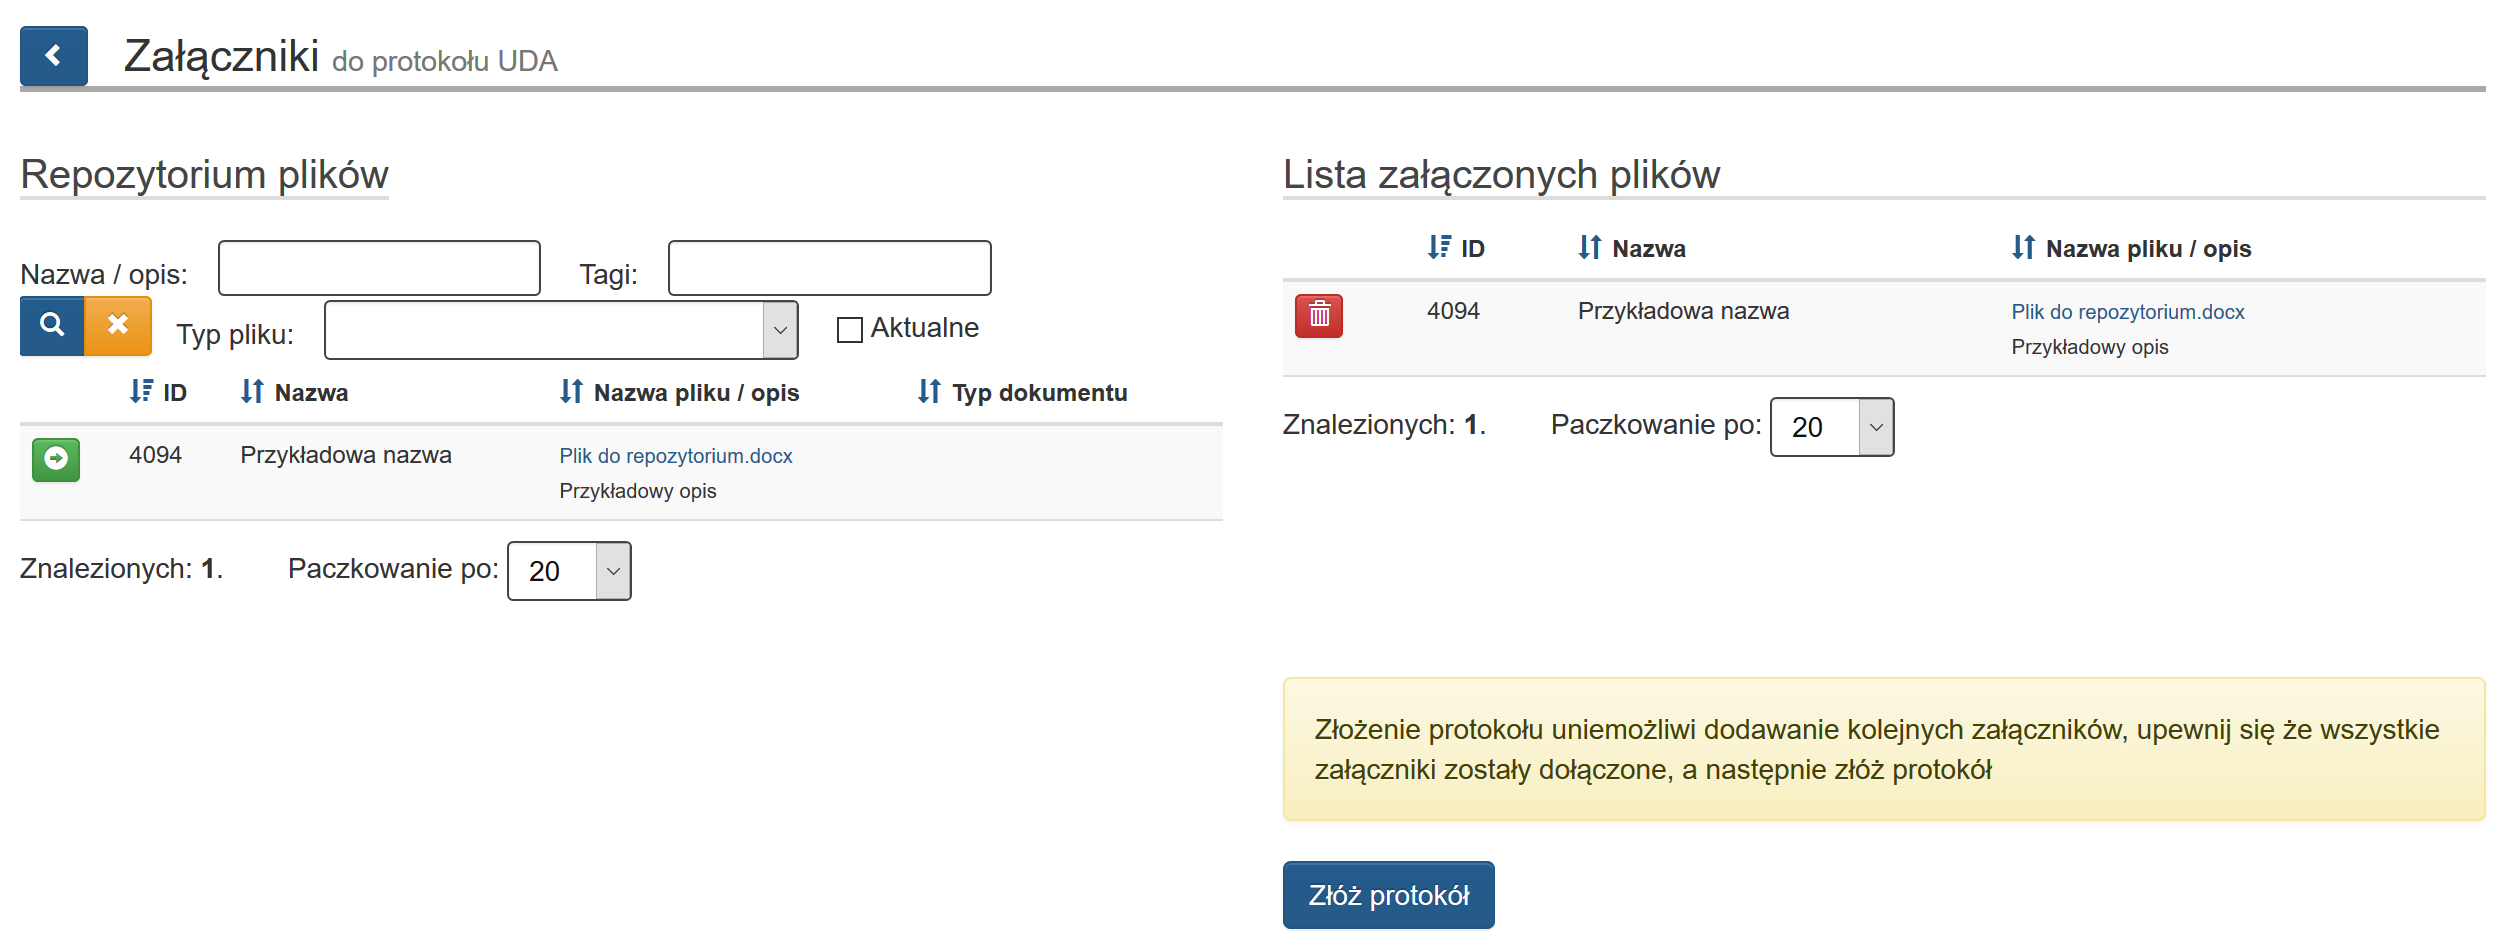 Załączniki do protokołu UDA
Repozytorium plików
Nazwa / opis:
Tagi:
Typ pliku:
Aktualne
ID Nazwa Nazwa pliku / opis Typ dokumentu
4094 Przykładowa nazwa Plik do repozytorium.docx
Przykładowy opis
Znalezionych: 1. Paczkowanie po: 20
Lista załączonych plików
ID Nazwa Nazwa pliku / opis
4094 Przykładowa nazwa Plik do repozytorium.docx
Przykładowy opis
Znalezionych: 1. Paczkowanie po: 20
Złożenie protokołu uniemożliwi dodawanie kolejnych załączników, upewnij się że wszystkie
załączniki zostały dołączone, a następnie złóż protokół
Złóż protokół